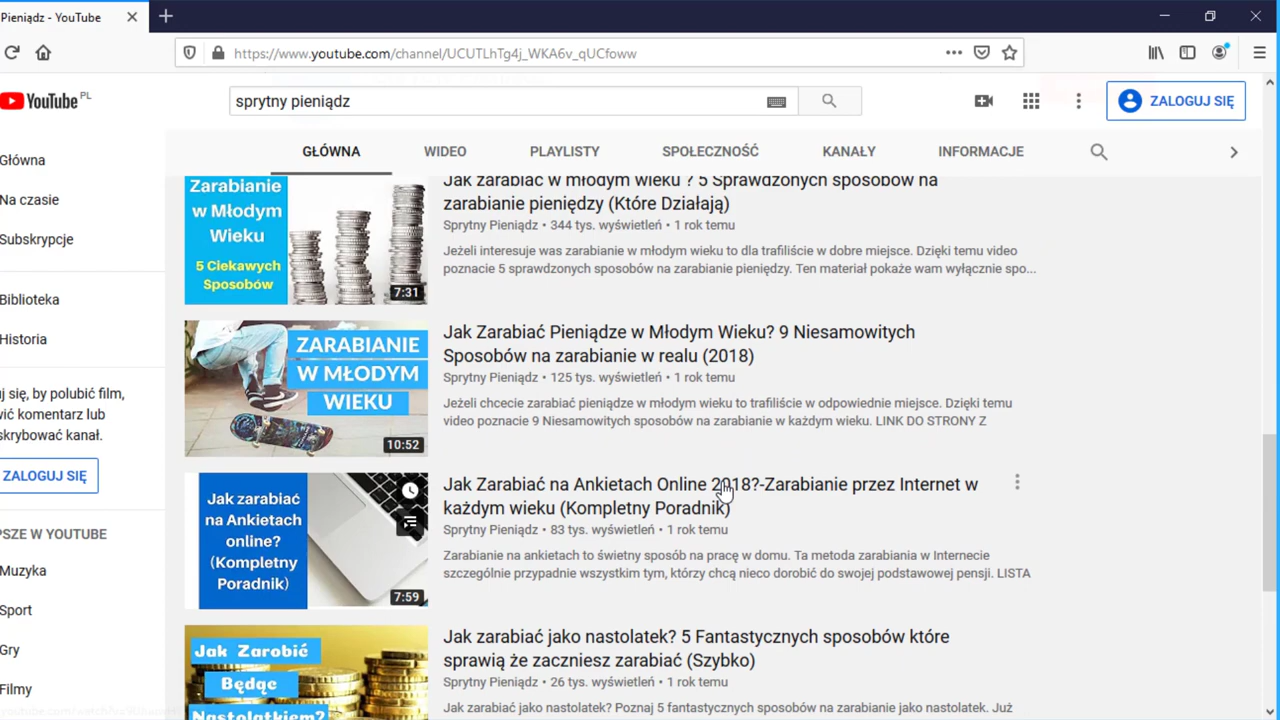 Pieniądz - YouTube
https://www.youtube.com/channel/UCUTLhTg4j_WKA6v_qUCfoww
YouTube PL
sprytny pieniądz
ZALOGUJ SIĘ
GŁÓWNA WIDEO PLAYLISTY SPOŁECZNOŚĆ KANAŁY INFORMACJE
Główna
Na czasie
Subskrypcje
Biblioteka
Historia
j się, by polubić film,
wić komentarz lub
skrybować kanał.
ZALOGUJ SIĘ
PSZE W YOUTUBE
Muzyka
Sport
Gry
Filmy
Zarabianie
w Młodym
Wieku
5 Ciekawych
Sposobów
7:31
Jak zarabiać w młodym wieku ? 5 Sprawdzonych sposobów na
zarabianie pieniędzy (Które Działają)
Sprytny Pieniądz • 344 tys. wyświetleń • 1 rok temu
Jeżeli interesuje was zarabianie w młodym wieku to dla trafiliście w dobre miejsce. Dzięki temu video
poznacie 5 sprawdzonych sposobów na zarabianie pieniędzy. Ten materiał pokaże wam wyłącznie spo...
ZARABIANIE
W MŁODYM
WIEKU
10:52
Jak Zarabiać Pieniądze w Młodym Wieku? 9 Niesamowitych
Sposobów na zarabianie w realu (2018)
Sprytny Pieniądz • 125 tys. wyświetleń • 1 rok temu
Jeżeli chcecie zarabiać pieniądze w młodym wieku to trafiliście w odpowiednie miejsce. Dzięki temu
video poznacie 9 Niesamowitych sposobów na zarabianie w każdym wieku. LINK DO STRONY Z
Jak zarabiać
na Ankietach
online?
(Kompletny
Poradnik)
7:59
Jak Zarabiać na Ankietach Online 2018?-Zarabianie przez Internet w
każdym wieku (Kompletny Poradnik)
Sprytny Pieniądz • 83 tys. wyświetleń • 1 rok temu
Zarabianie na ankietach to świetny sposób na pracę w domu. Ta metoda zarabiania w Internecie
szczególnie przypadnie wszystkim tym, którzy chcą nieco dorobić do swojej podstawowej pensji. LISTA
Jak Zarobić
Będąc
Nastolatkiem?
Jak zarabiać jako nastolatek? 5 Fantastycznych sposobów które
sprawią że zaczniesz zarabiać (Szybko)
Sprytny Pieniądz • 26 tys. wyświetleń • 1 rok temu
Jak zarabiać jako nastolatek? Poznaj 5 fantastycznych sposobów na zarabianie pieniędzy. Już